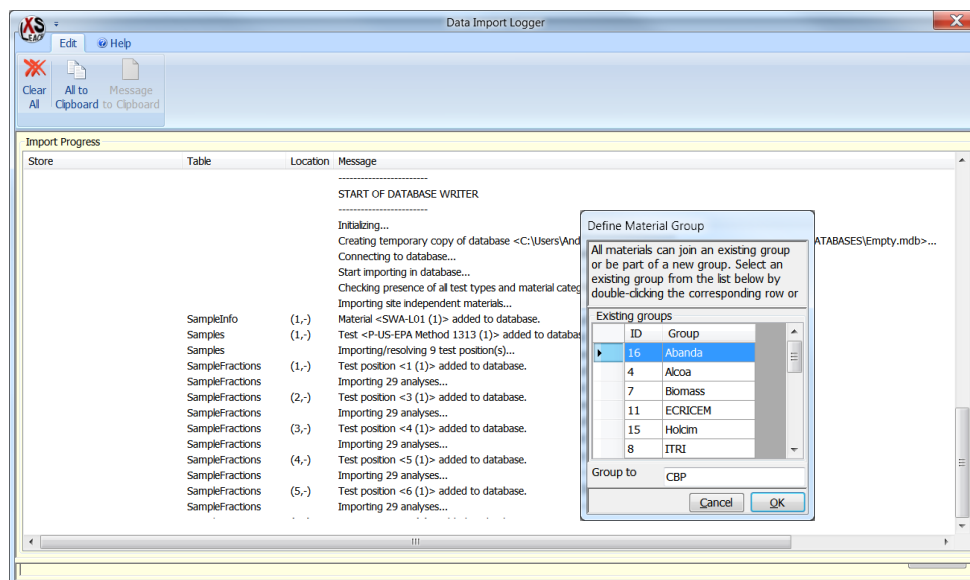 Data Import Logger
XS
LEACH
Edit Help
Clear All All to Clipboard Message to Clipboard
Import Progress
Store Table Location Message
------------------------
START OF DATABASE WRITER
------------------------
Initializing...
Creating temporary copy of database <C:\Users\And ATABASES\Empty.mdb>...
Connecting to database...
Start importing in database...
Checking presence of all test types and material categ
Importing site independent materials...
SampleInfo (1,-) Material <SWA-L01 (1)> added to database.
Samples (1,-) Test <P-US-EPA Method 1313 (1)> added to databas
Samples Importing/resolving 9 test position(s)...
SampleFractions (1,-) Test position <1 (1)> added to database.
SampleFractions Importing 29 analyses...
SampleFractions (2,-) Test position <3 (1)> added to database.
SampleFractions Importing 29 analyses...
SampleFractions (3,-) Test position <4 (1)> added to database.
SampleFractions Importing 29 analyses...
SampleFractions (4,-) Test position <5 (1)> added to database.
SampleFractions Importing 29 analyses...
SampleFractions (5,-) Test position <6 (1)> added to database.
SampleFractions Importing 29 analyses...
Define Material Group
All materials can join an existing group
or be part of a new group. Select an
existing group from the list below by
double-clicking the corresponding row or
Existing groups
ID Group
16 Abanda
4 Alcoa
7 Biomass
11 ECRICEM
15 Holcim
8 ITRI
Group to CBP
Cancel OK